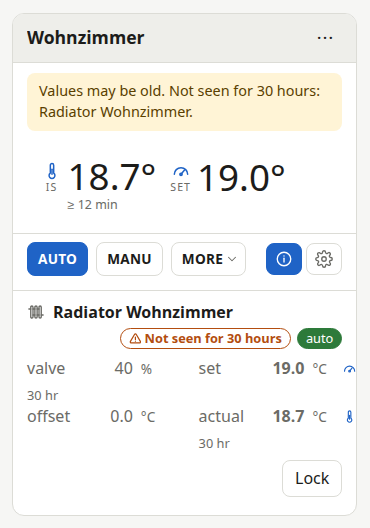 Wohnzimmer ...
Values may be old. Not seen for 30 hours:
Radiator Wohnzimmer.
IS 18.7° SET 19.0°
≥ 12 min
AUTO MANU MORE
Radiator Wohnzimmer
Not seen for 30 hours auto
valve 40 % set 19.0 °C
30 hr
offset 0.0 °C actual 18.7 °C
30 hr
Lock